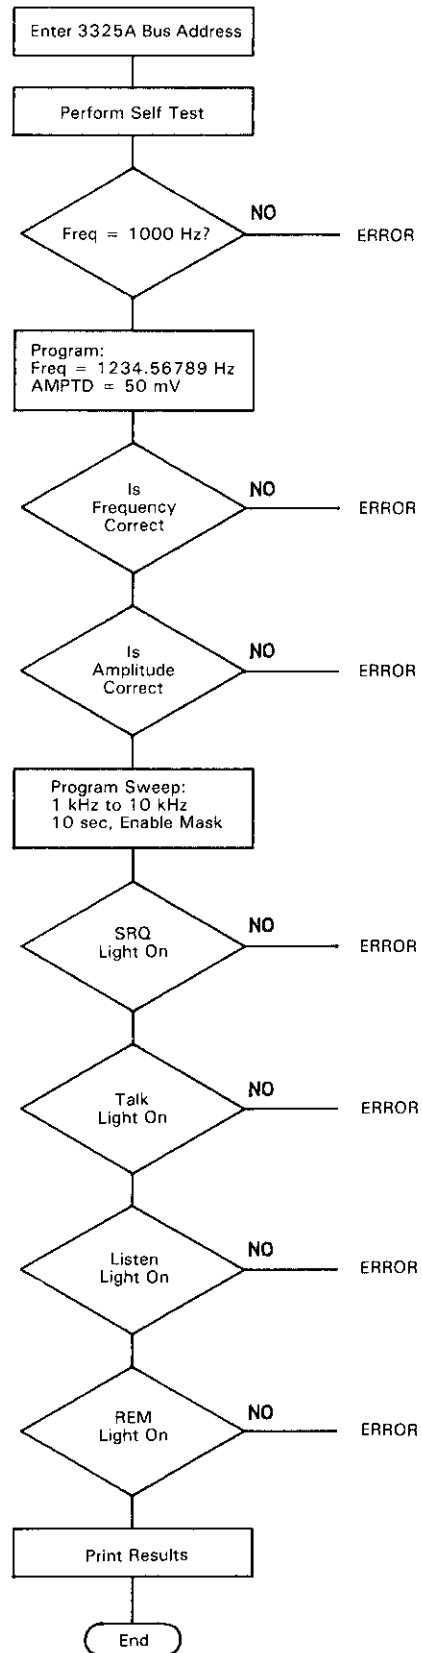 Enter 3325A Bus Address
Perform Self Test
Freq = 1000 Hz?
NO
ERROR
Program:
Freq = 1234.56789 Hz
AMPTD = 50 mV
Is
Frequency
Correct
NO
ERROR
Is
Amplitude
Correct
NO
ERROR
Program Sweep:
1 kHz to 10 kHz
10 sec, Enable Mask
SRQ
Light On
NO
ERROR
Talk
Light On
NO
ERROR
Listen
Light On
NO
ERROR
REM
Light On
NO
ERROR
Print Results
End